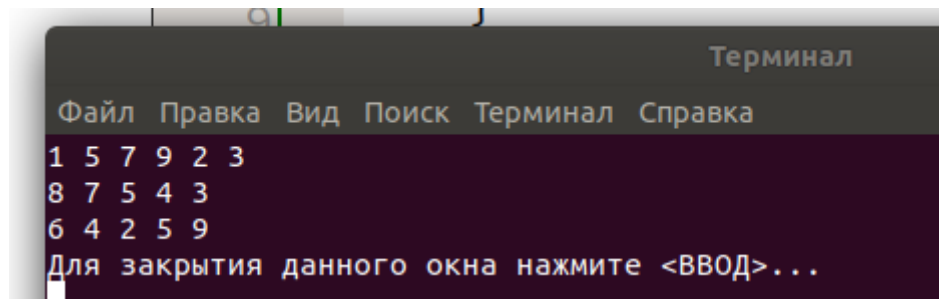 9
Терминал
Файл Правка Вид Поиск Терминал Справка
1 5 7 9 2 3
8 7 5 4 3
6 4 2 5 9
Для закрытия данного окна нажмите <ВВОД>...